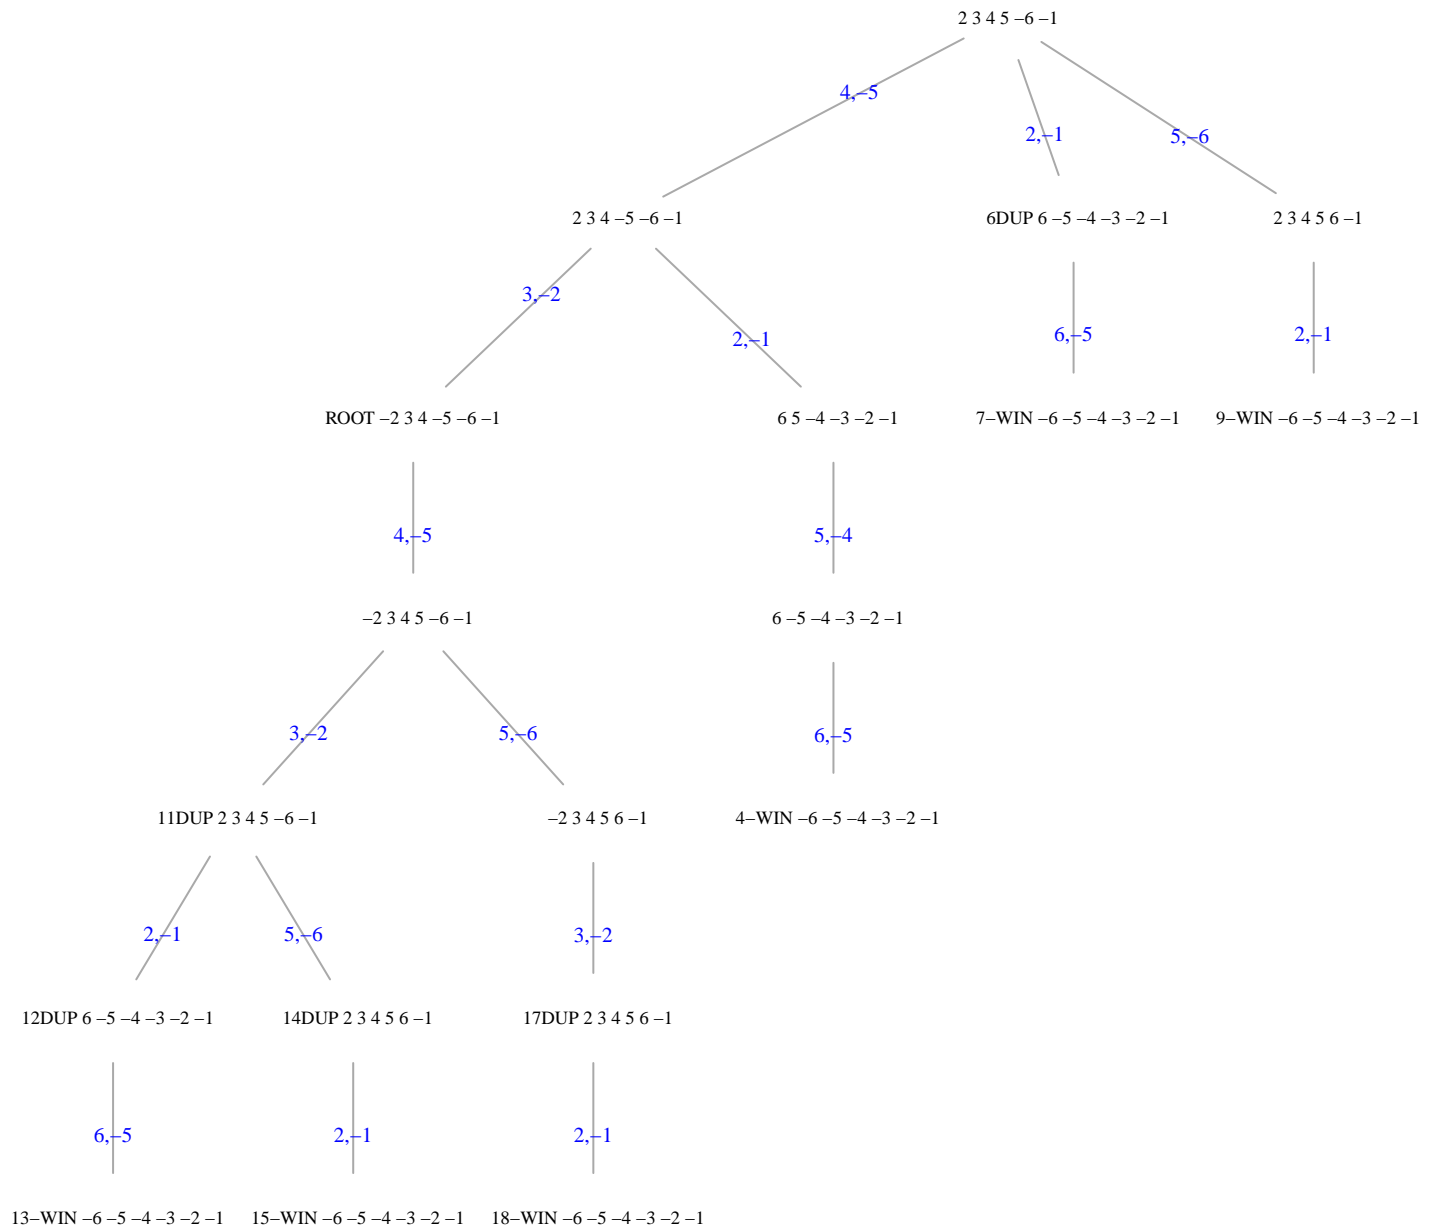 2 3 4 5 –6 –1
4,–5
2,–1
5,–6
2 3 4 –5 –6 –1
6DUP 6 –5 –4 –3 –2 –1
2 3 4 5 6 –1
3,–2
2,–1
6,–5
2,–1
ROOT –2 3 4 –5 –6 –1
6 5 –4 –3 –2 –1
7–WIN –6 –5 –4 –3 –2 –1
9–WIN –6 –5 –4 –3 –2 –1
4,–5
5,–4
–2 3 4 5 –6 –1
6 –5 –4 –3 –2 –1
3,–2
5,–6
6,–5
11DUP 2 3 4 5 –6 –1
–2 3 4 5 6 –1
4–WIN –6 –5 –4 –3 –2 –1
2,–1
5,–6
3,–2
12DUP 6 –5 –4 –3 –2 –1
14DUP 2 3 4 5 6 –1
17DUP 2 3 4 5 6 –1
6,–5
2,–1
2,–1
13–WIN –6 –5 –4 –3 –2 –1
15–WIN –6 –5 –4 –3 –2 –1
18–WIN –6 –5 –4 –3 –2 –1